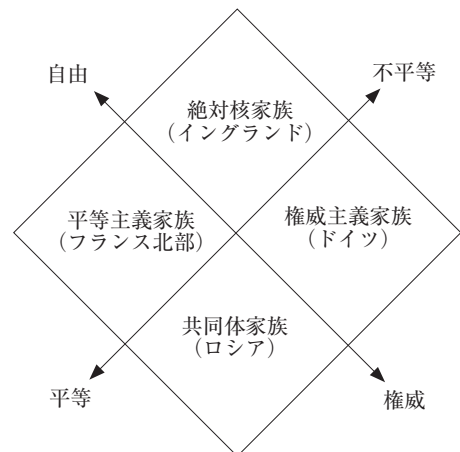 自由
不平等
絶対核家族
(イングランド)
平等主義家族
(フランス北部)
権威主義家族
(ドイツ)
共同体家族
(ロシア)
平等
権威